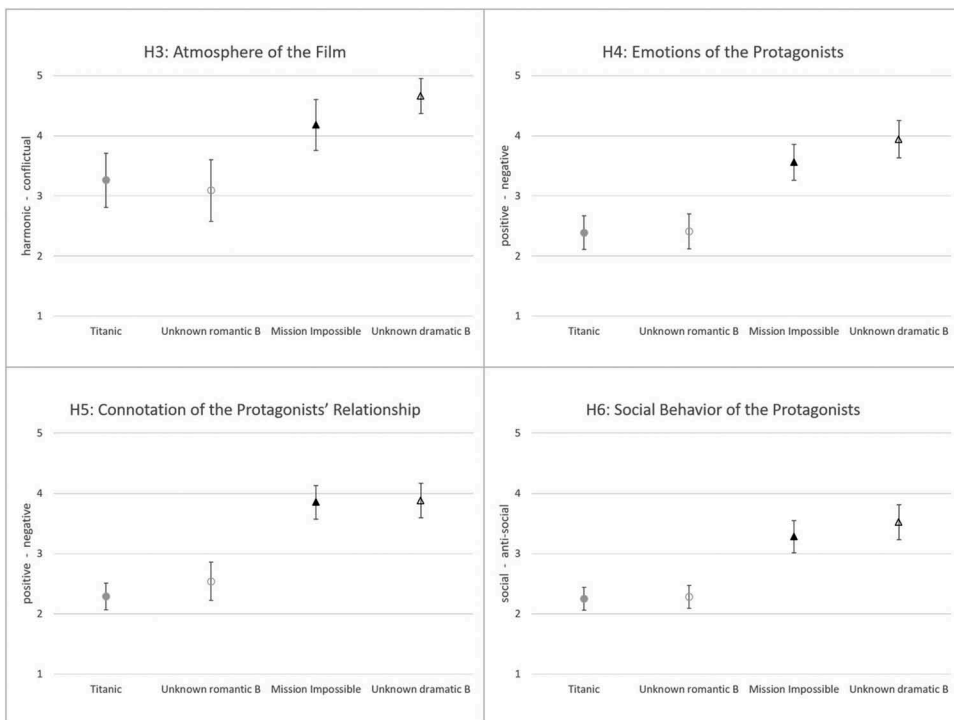 H3: Atmosphere of the Film
5
4
3
2
1
harmonic - conflictual
Titanic Unknown romantic B Mission Impossible Unknown dramatic B
H4: Emotions of the Protagonists
5
4
3
2
1
positive - negative
Titanic Unknown romantic B Mission Impossible Unknown dramatic B
H5: Connotation of the Protagonists' Relationship
5
4
3
2
1
positive - negative
Titanic Unknown romantic B Mission Impossible Unknown dramatic B
H6: Social Behavior of the Protagonists
5
4
3
2
1
social - anti-social
Titanic Unknown romantic B Mission Impossible Unknown dramatic B